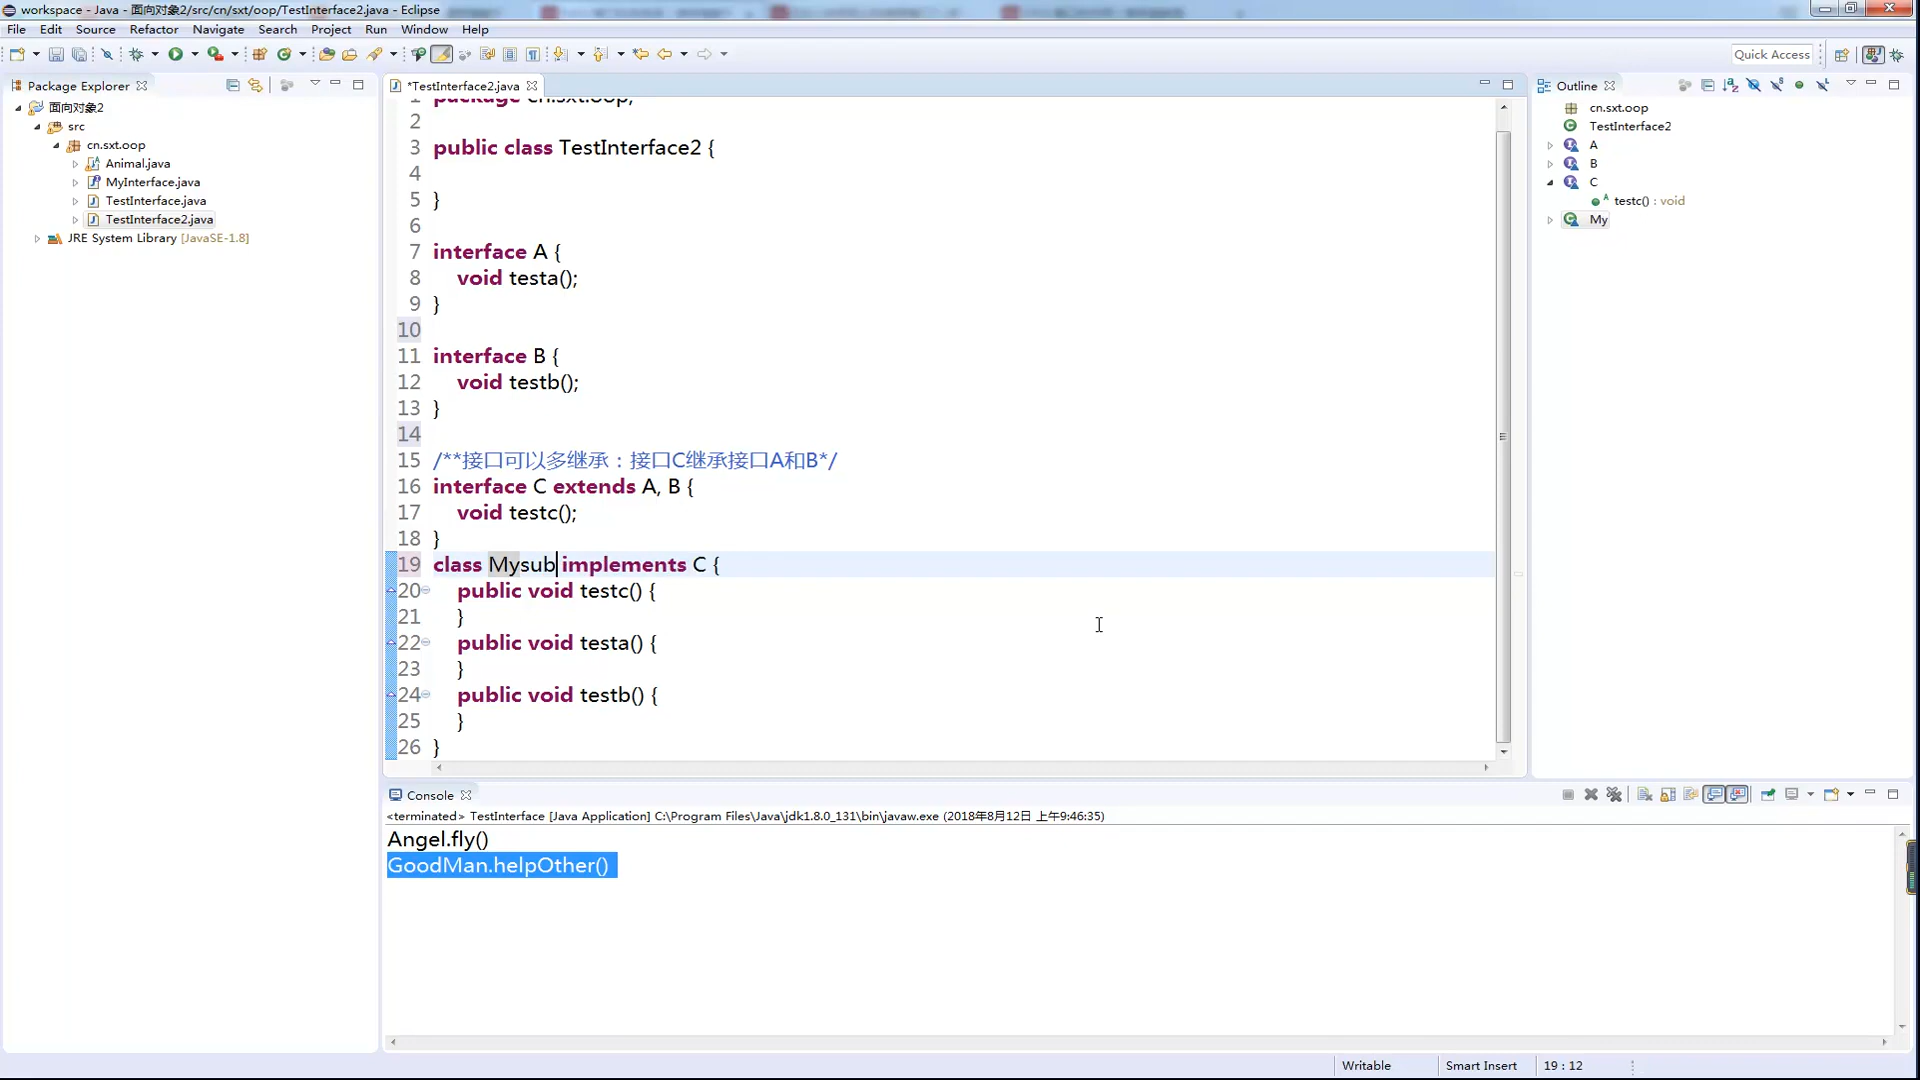 workspace - Java - 面向对象2/src/cn/sxt/oop/TestInterface2.java - Eclipse
File Edit Source Refactor Navigate Search Project Run Window Help
Quick Access
Package Explorer
面向对象2
src
cn.sxt.oop
Animal.java
MyInterface.java
TestInterface.java
TestInterface2.java
JRE System Library [JavaSE-1.8]
*TestInterface2.java
1 package cn.sxt.oop;
2
3 public class TestInterface2 {
4
5 }
6
7 interface A {
8 void testa();
9 }
10
11 interface B {
12 void testb();
13 }
14
15 /**接口可以多继承：接口C继承接口A和B*/
16 interface C extends A, B {
17 void testc();
18 }
19 class Mysub implements C {
20 public void testc() {
21 }
22 public void testa() {
23 }
24 public void testb() {
25 }
26 }
Outline
cn.sxt.oop
TestInterface2
A
B
C
testc() : void
My
Console
<terminated> TestInterface [Java Application] C:\Program Files\Java\jdk1.8.0_131\bin\javaw.exe (2018年8月12日 上午9:46:35)
Angel.fly()
GoodMan.helpOther()
Writable Smart Insert 19 : 12